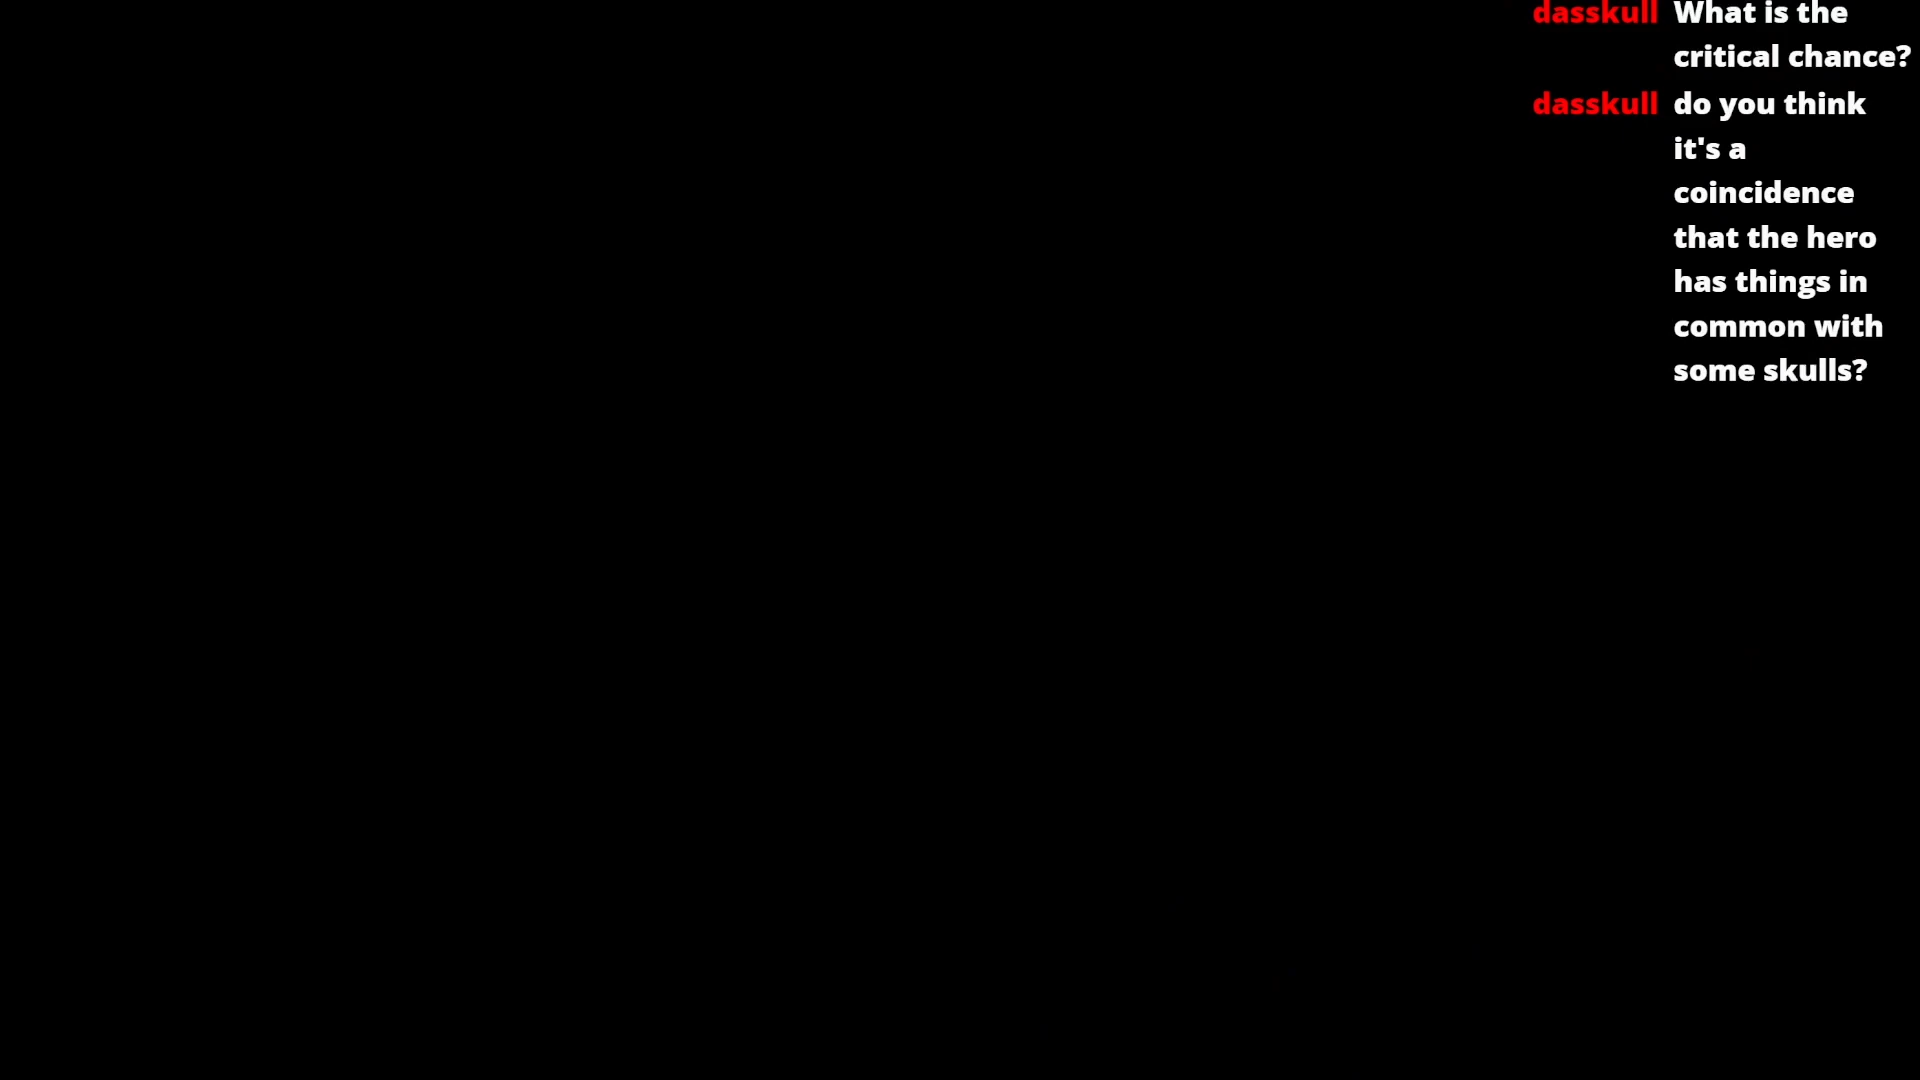 dasskull What is the
critical chance?
dasskull do you think
it's a
coincidence
that the hero
has things in
common with
some skulls?